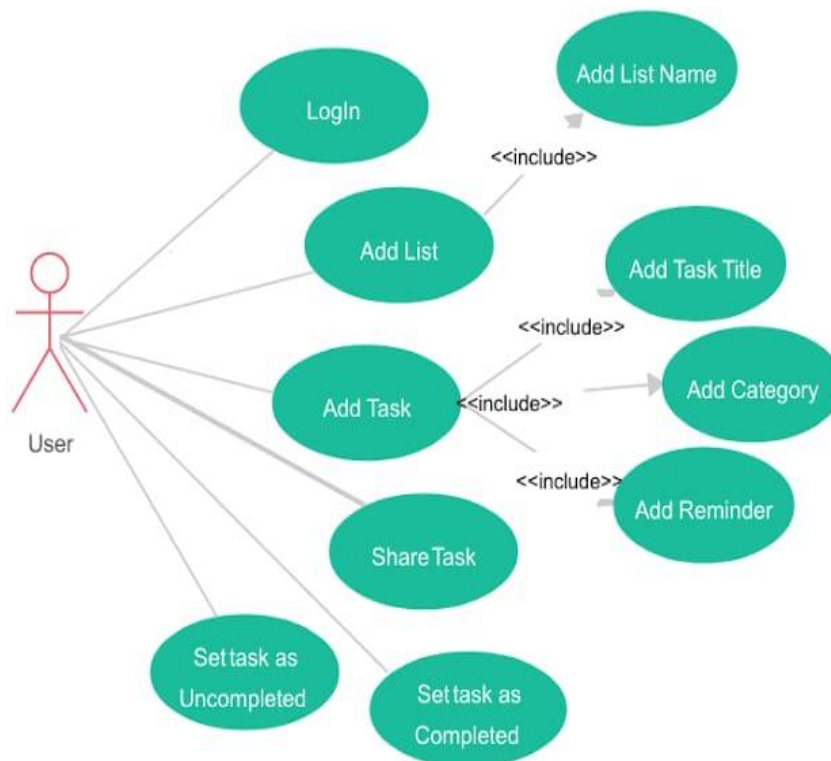 Add List Name
LogIn
<<include>>
Add List
Add Task Title
<<include>>
Add Category
Add Task
<<include>>
User
<<include>>
Add Reminder
Share Task
Set task as
Uncompleted
Set task as
Completed